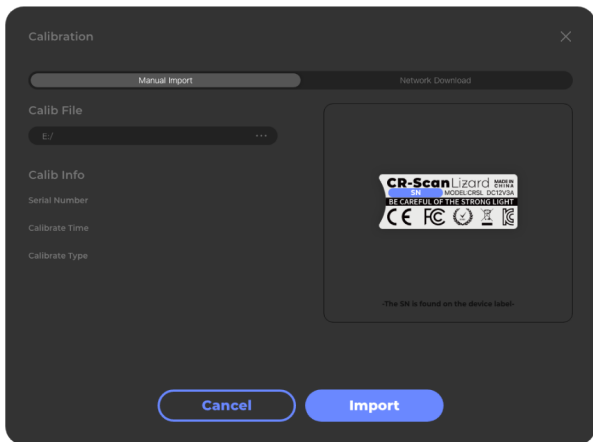 Calibration
Manual Import
Network Download
Calib File
E:/
...
Calib Info
Serial Number
Calibrate Time
Calibrate Type
CR-Scan Lizard MADE IN CHINA
SN MODEL:CRSL DC12V3A
BE CAREFUL OF THE STRONG LIGHT
CE FC
-The SN is found on the device label-
Cancel
Import